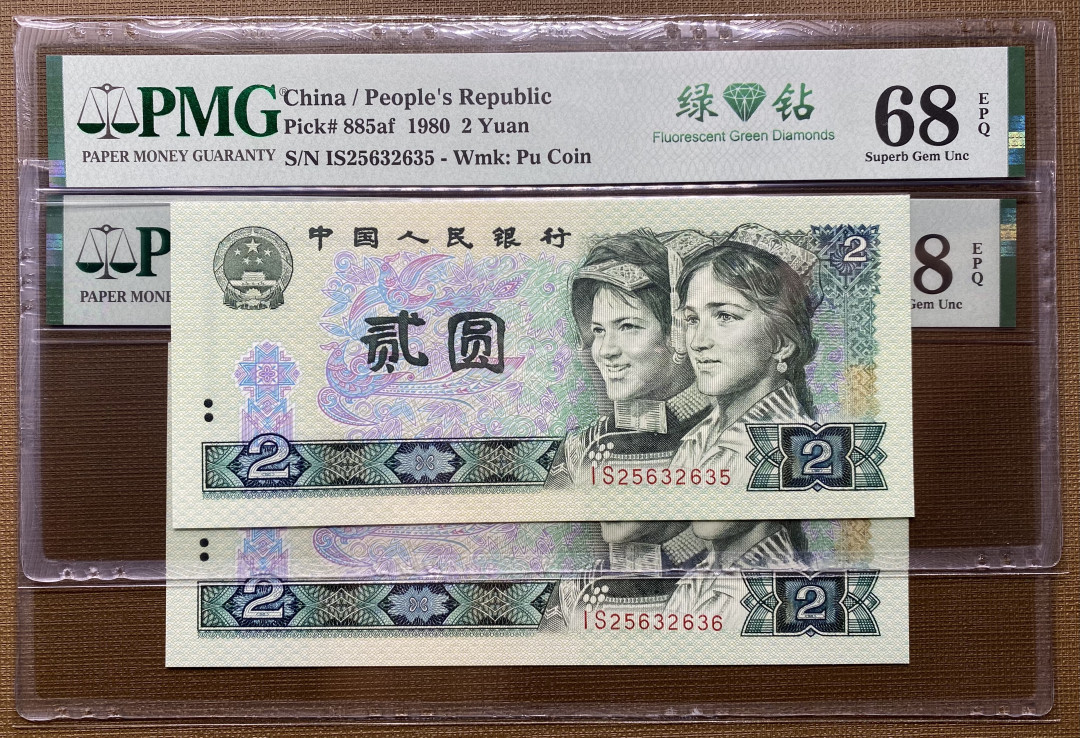 PMG® China / People's Republic 绿 钻 68 EPQ
Pick# 885af 1980 2 Yuan Fluorescent Green Diamonds
PAPER MONEY GUARANTY S/N IS25632635 - Wmk: Pu Coin Superb Gem Unc
P 8 EPQ
PAPER MONE Gem Unc
中国人民银行 2
贰圆
2 IS25632635 2
2 IS25632636 2